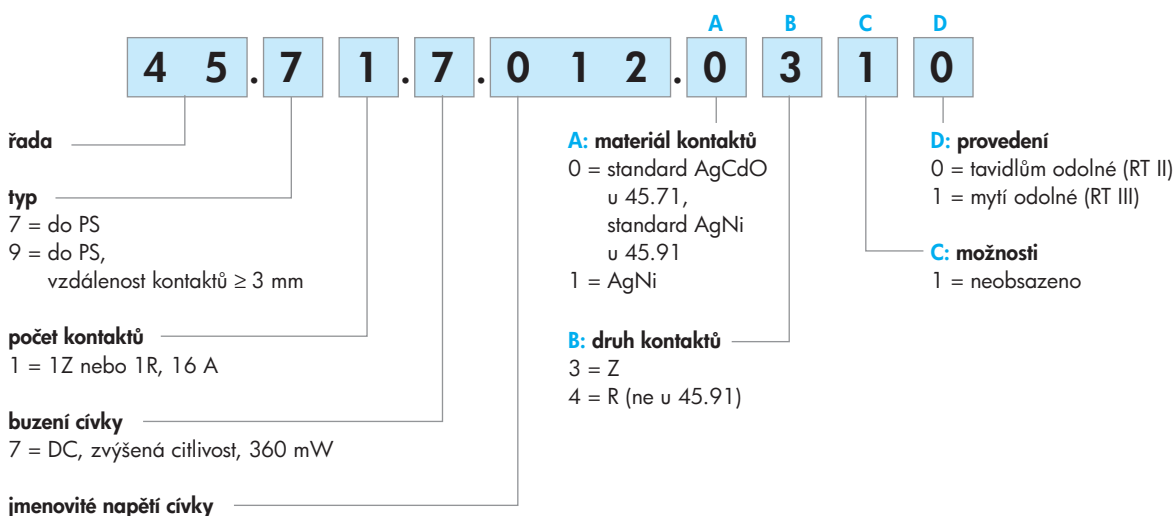 A B C D
4 5 . 7 1 . 7 . 0 1 2 . 0 3 1 0
řada
typ
7 = do PS
9 = do PS,
vzdálenost kontaktů ≥ 3 mm
počet kontaktů
1 = 1Z nebo 1R, 16 A
buzení cívky
7 = DC, zvýšená citlivost, 360 mW
jmenovité napětí cívky
A: materiál kontaktů
0 = standard AgCdO
u 45.71,
standard AgNi
u 45.91
1 = AgNi
B: druh kontaktů
3 = Z
4 = R (ne u 45.91)
D: provedení
0 = tavidlům odolné (RT II)
1 = mytí odolné (RT III)
C: možnosti
1 = neobsazeno